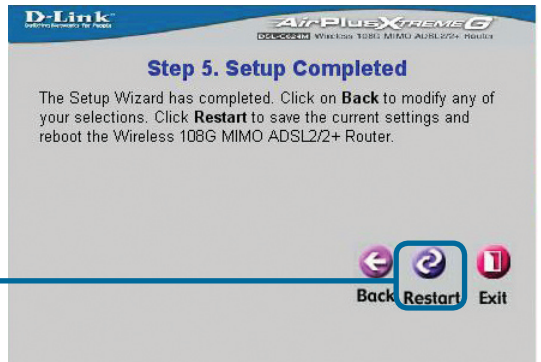 D-Link
Building Networks for People
AirPlus XTREME G
DSL-G624M Wireless 108G MIMO ADSL2/2+ Router
Step 5. Setup Completed
The Setup Wizard has completed. Click on Back to modify any of
your selections. Click Restart to save the current settings and
reboot the Wireless 108G MIMO ADSL2/2+ Router.
Back Restart Exit